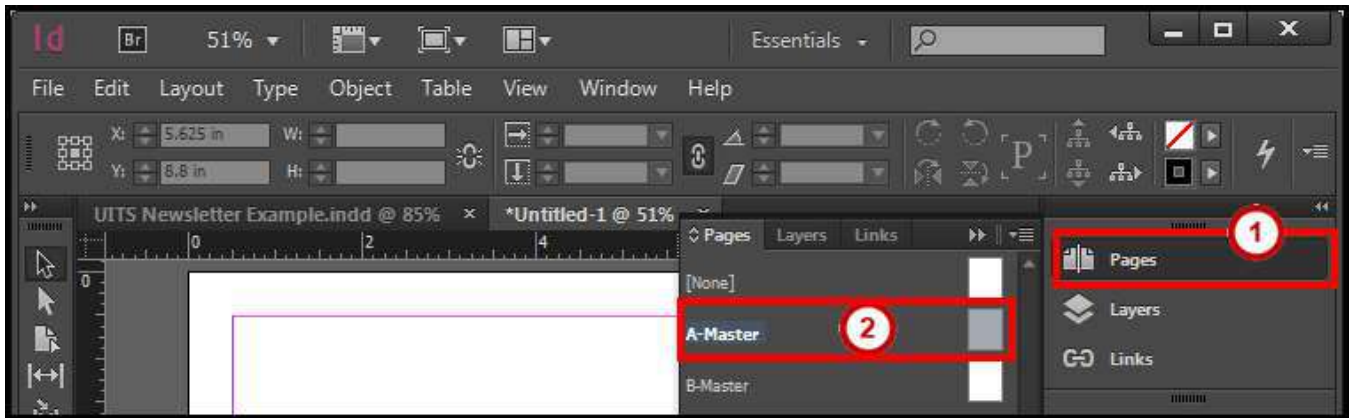 Id Br 51% Essentials
File Edit Layout Type Object Table View Window Help
X: 5.625 in W:
Y: 8.8 in H:
P
UITS Newsletter Example.indd @ 85% × *Untitled-1 @ 51% ×
0 2 4
0
Pages Layers Links
[None]
A-Master 2
B-Master
1
Pages
Layers
Links